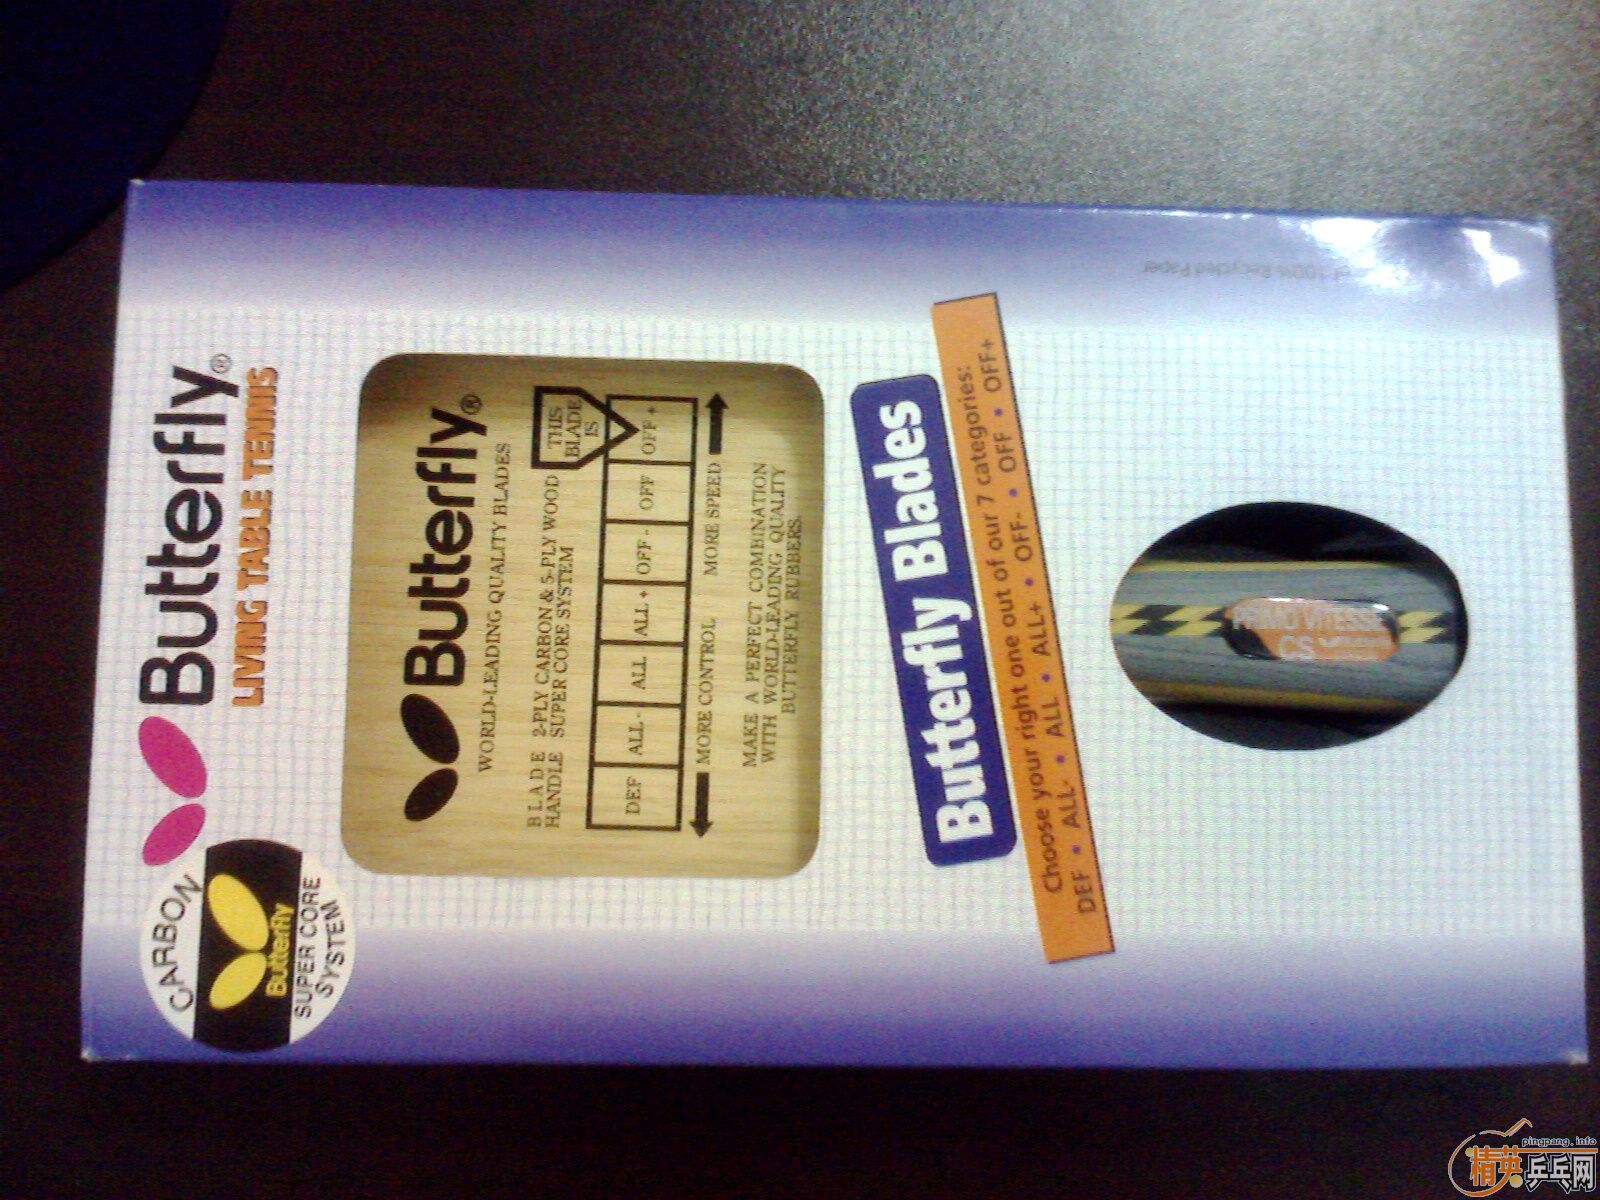 Butterfly®
LIVING TABLE TENNIS
CARBON
Butterfly
SUPER CORE
SYSTEM
Butterfly®
WORLD-LEADING QUALITY BLADES
BLADE 2-PLY CARBON & 5-PLY WOOD
HANDLE SUPER CORE SYSTEM
THIS
BLADE
IS
DEF ALL- ALL ALL+ OFF- OFF OFF+
MORE CONTROL MORE SPEED
MAKE A PERFECT COMBINATION
WITH WORLD-LEADING QUALITY
BUTTERFLY RUBBERS.
Butterfly Blades
Choose your right one out of our 7 categories:
DEF • ALL- • ALL • ALL+ • OFF- • OFF • OFF+
PRIMO VITESSE
CS
100% Recycled Paper
pingpang.info
精英乒乓网